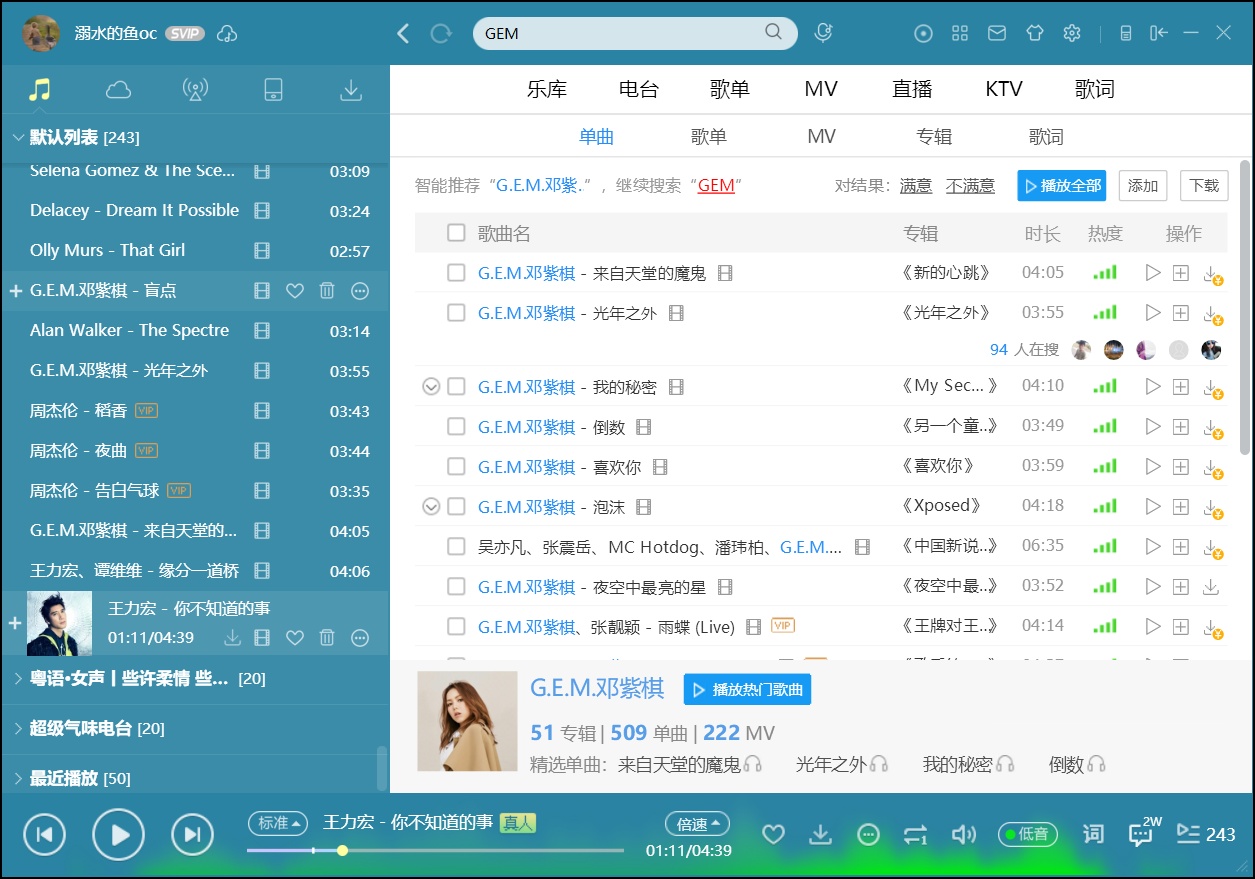 溺水的鱼oc SVIP
GEM
默认列表 [243]
Selena Gomez & The Sce... 03:09
Delacey - Dream It Possible 03:24
Olly Murs - That Girl 02:57
G.E.M.邓紫棋 - 盲点
Alan Walker - The Spectre 03:14
G.E.M.邓紫棋 - 光年之外 03:55
周杰伦 - 稻香 VIP 03:43
周杰伦 - 夜曲 VIP 03:44
周杰伦 - 告白气球 VIP 03:35
G.E.M.邓紫棋 - 来自天堂的... 04:05
王力宏、谭维维 - 缘分一道桥 04:06
王力宏 - 你不知道的事
01:11/04:39
粤语•女声丨些许柔情 些... [20]
超级气味电台 [20]
最近播放 [50]
乐库 电台 歌单 MV 直播 KTV 歌词
单曲 歌单 MV 专辑 歌词
智能推荐 “G.E.M.邓紫..” ，继续搜索 “GEM” 对结果：满意 不满意 播放全部 添加 下载
歌曲名 专辑 时长 热度 操作
G.E.M.邓紫棋 - 来自天堂的魔鬼 《新的心跳》 04:05
G.E.M.邓紫棋 - 光年之外 《光年之外》 03:55
94 人在搜
G.E.M.邓紫棋 - 我的秘密 《My Sec... 》 04:10
G.E.M.邓紫棋 - 倒数 《另一个童..》 03:49
G.E.M.邓紫棋 - 喜欢你 《喜欢你》 03:59
G.E.M.邓紫棋 - 泡沫 《Xposed》 04:18
吴亦凡、张震岳、MC Hotdog、潘玮柏、G.E.M.... 《中国新说..》 06:35
G.E.M.邓紫棋 - 夜空中最亮的星 《夜空中最..》 03:52
G.E.M.邓紫棋、张靓颖 - 雨蝶 (Live) VIP 《王牌对王..》 04:14
G.E.M.邓紫棋 播放热门歌曲
51 专辑 | 509 单曲 | 222 MV
精选单曲： 来自天堂的魔鬼 光年之外 我的秘密 倒数
标准 王力宏 - 你不知道的事 真人 倍速
01:11/04:39
低音 词 2W 243